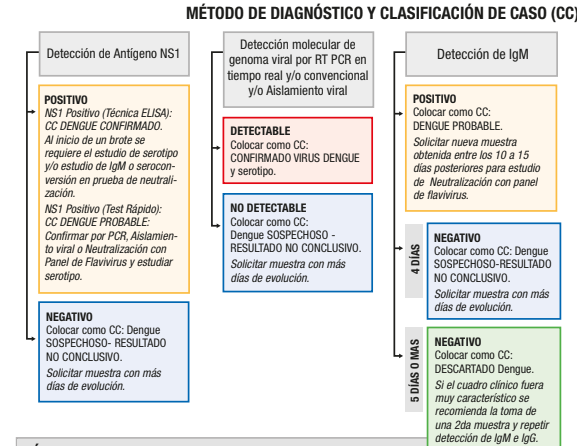 MÉTODO DE DIAGNÓSTICO Y CLASIFICACIÓN DE CASO (CC)
Detección de Antígeno NS1
POSITIVO
NS1 Positivo (Técnica ELISA):
CC DENGUE CONFIRMADO.
Al inicio de un brote se
requiere el estudio de serotipo
y/o estudio de IgM o serocon-
versión en prueba de neutrali-
zación.
NS1 Positivo (Test Rápido):
CC DENGUE PROBABLE:
Confirmar por PCR, Aislamien-
to viral o Neutralización con
Panel de Flavivirus y estudiar
serotipo.
NEGATIVO
Colocar como CC: Dengue
SOSPECHOSO- RESULTADO
NO CONCLUSIVO.
Solicitar muestra con más
días de evolución.
Detección molecular de
genoma viral por RT PCR en
tiempo real y/o convencional
y/o Aislamiento viral
DETECTABLE
Colocar como CC:
CONFIRMADO VIRUS DENGUE
y serotipo.
NO DETECTABLE
Colocar como CC:
Dengue SOSPECHOSO -
RESULTADO NO CONCLUSIVO.
Solicitar muestra con más
días de evolución.
Detección de IgM
POSITIVO
Colocar como CC:
DENGUE PROBABLE.
Solicitar nueva muestra
obtenida entre los 10 a 15
días posteriores para estudio
de Neutralización con panel
de flavivirus.
4 DÍAS
NEGATIVO
Colocar como CC: Dengue
SOSPECHOSO-RESULTADO
NO CONCLUSIVO.
Solicitar muestra con más
días de evolución.
5 DÍAS O MAS
NEGATIVO
Colocar como CC:
DESCARTADO Dengue.
Si el cuadro clínico fuera
muy característico se
recomienda la toma de
una 2da muestra y repetir
detección de IgM e IgG.